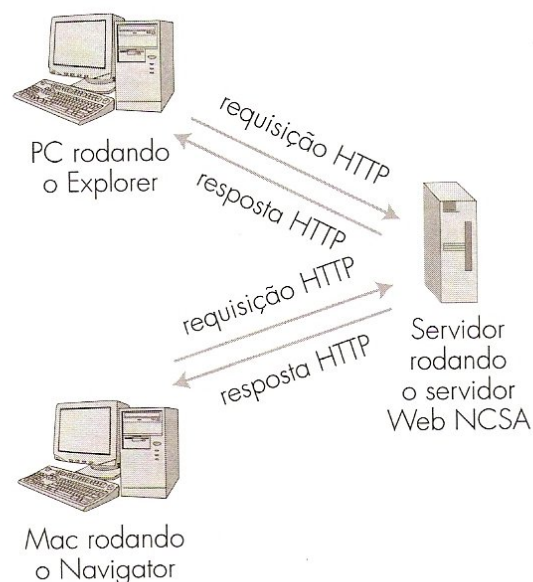 requisição HTTP
PC rodando
o Explorer
resposta HTTP
requisição HTTP
resposta HTTP
Servidor
rodando
o servidor
Web NCSA
Mac rodando
o Navigator